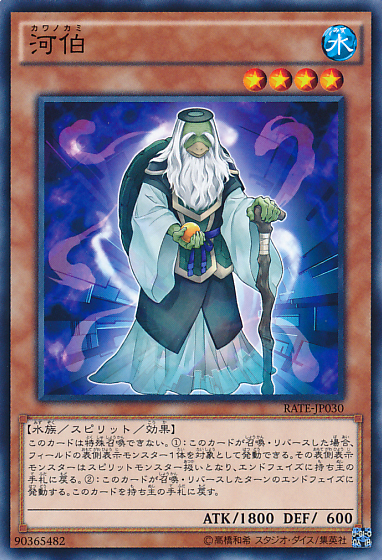 カワノカミ
河伯
みず
水
RATE-JP030
【水族／スピリット／効果】
このカードは特殊召喚できない。①：このカードが召喚・リバースした場合、
フィールドの表側表示モンスター1体を対象として発動できる。その表側表示
モンスターはスピリットモンスター扱いとなり、エンドフェイズに持ち主の
手札に戻る。②：このカードが召喚・リバースしたターンのエンドフェイズに
発動する。このカードを持ち主の手札に戻す。
ATK/1800 DEF/ 600
90365482
©高橋和希 スタジオ・ダイス/集英社